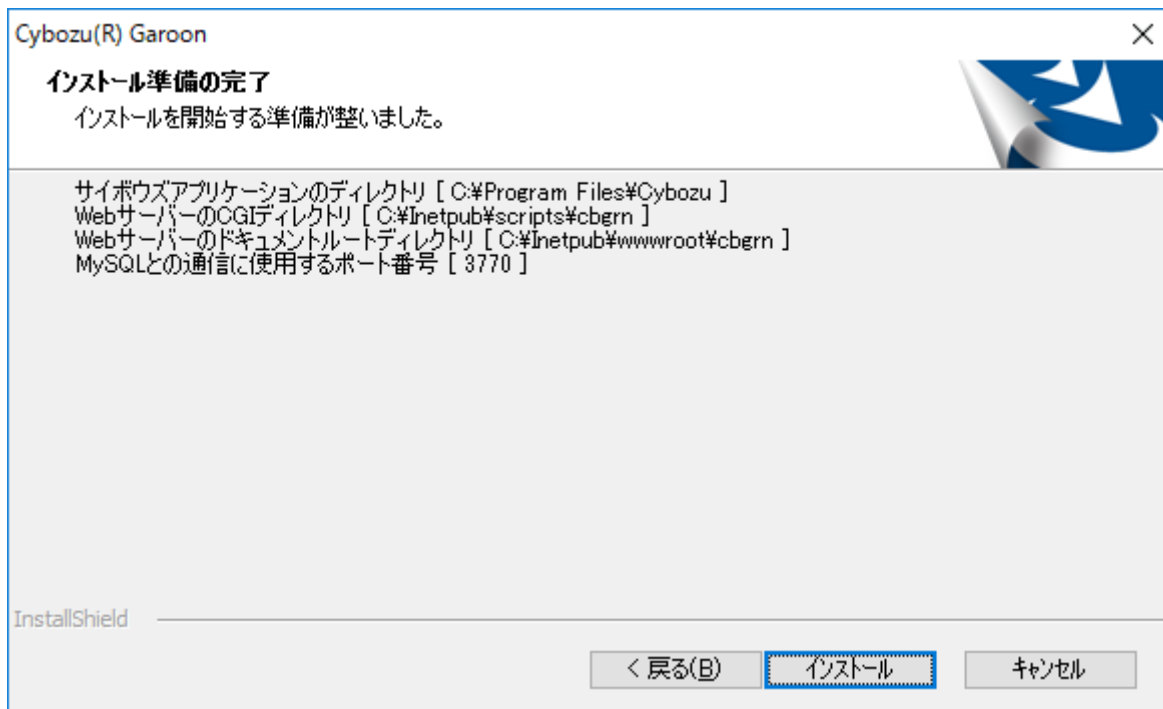 Cybozu(R) Garoon
インストール準備の完了
インストールを開始する準備が整いました。
サイボウズアプリケーションのディレクトリ [ C:¥Program Files¥Cybozu ]
WebサーバーのCGIディレクトリ [ C:¥Inetpub¥scripts¥cbgrn ]
Webサーバーのドキュメントルートディレクトリ [ C:¥Inetpub¥wwwroot¥cbgrn ]
MySQLとの通信に使用するポート番号 [ 3770 ]
InstallShield
< 戻る(B)
インストール
キャンセル